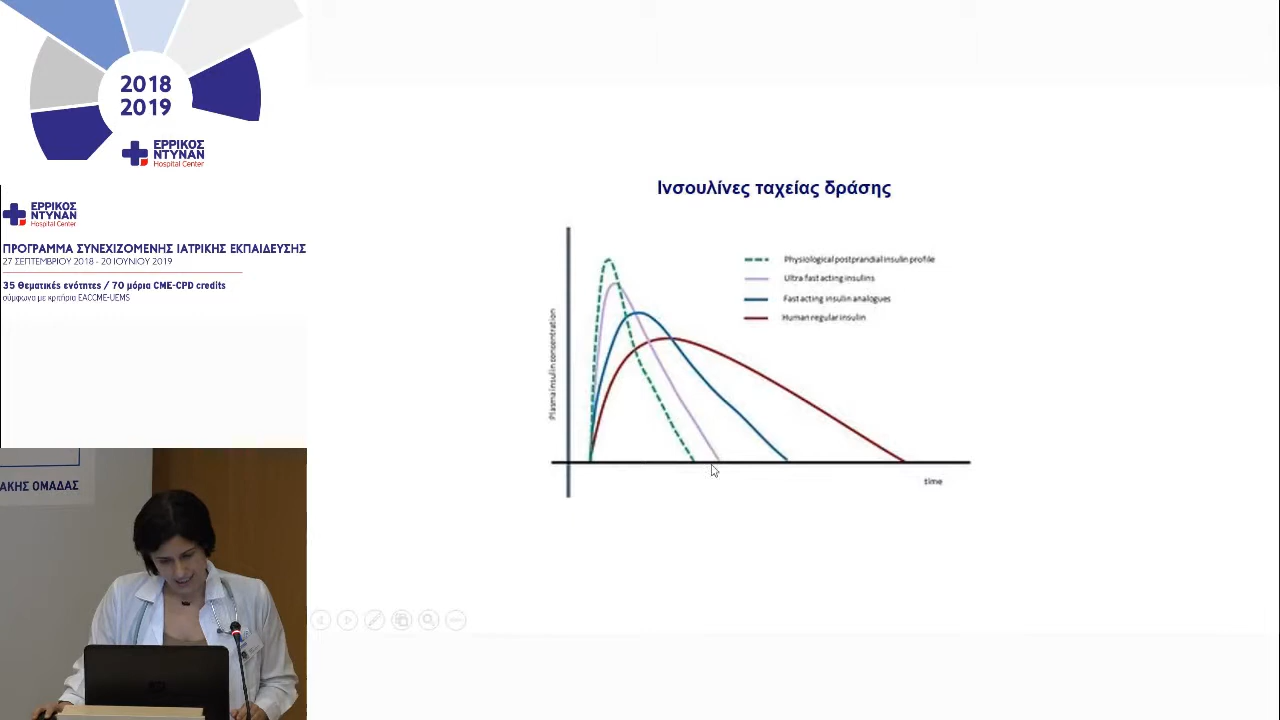 2018
2019
ΕΡΡΙΚΟΣ
ΝΤΥΝΑΝ
Hospital Center
ΕΡΡΙΚΟΣ
ΝΤΥΝΑΝ
Hospital Center
ΠΡΟΓΡΑΜΜΑ ΣΥΝΕΧΙΖΟΜΕΝΗΣ ΙΑΤΡΙΚΗΣ ΕΚΠΑΙΔΕΥΣΗΣ
27 ΣΕΠΤΕΜΒΡΙΟΥ 2018 - 20 ΙΟΥΝΙΟΥ 2019
35 Θεματικές ενότητες / 70 μόρια CME-CPD credits
σύμφωνα με κριτήρια EACCME-UEMS
ΑΚΗΣ ΟΜΑΔΑΣ
Ινσουλίνες ταχείας δράσης
Physiological postprandial insulin profile
Ultra fast acting insulins
Fast acting insulin analogues
Human regular insulin
Plasma insulin concentration
time